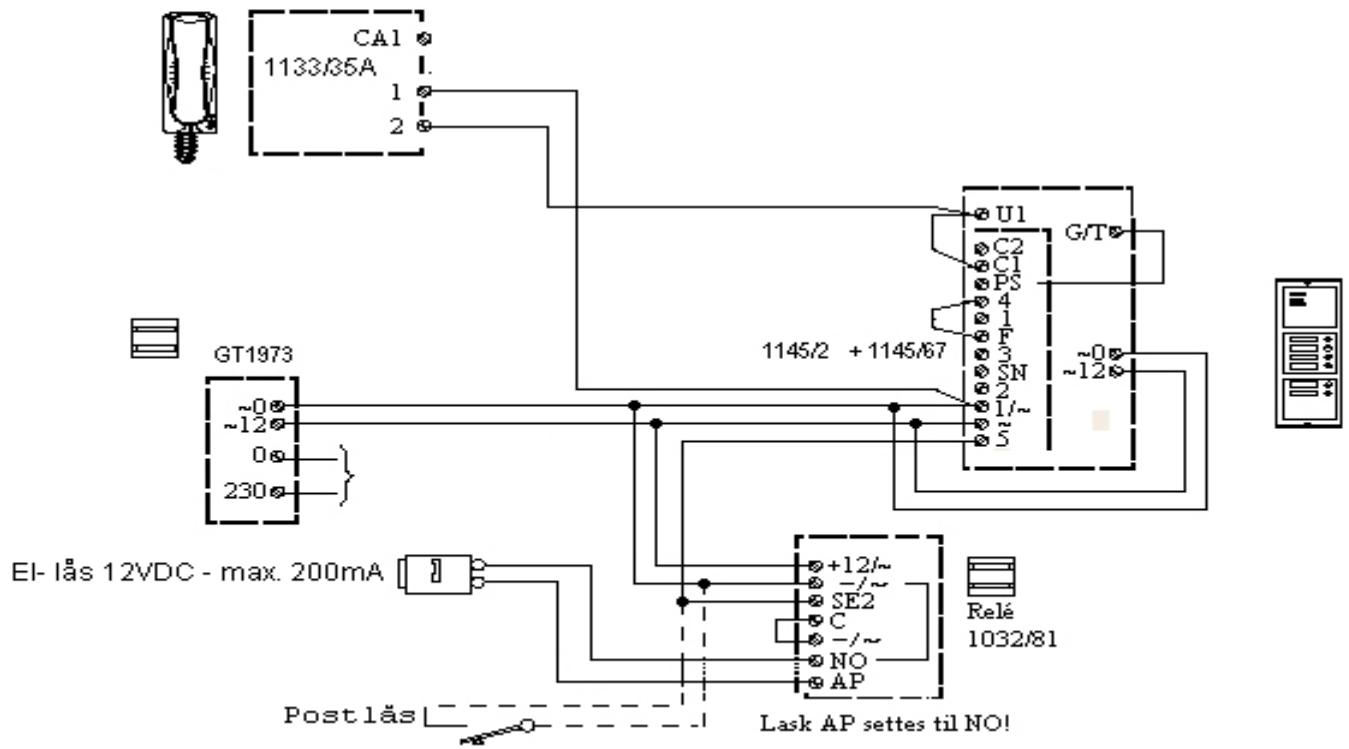 CA1
1133/35A
1
2
U1
G/T
C2
C1
PS
4
1
F
3
SN
2
1/~
~
5
~0
~12
1145/2 + 1145/67
GT1973
~0
~12
0
230
El- lås 12VDC - max. 200mA
+12/~
-/~
SE2
C
-/~
NO
AP
Relé
1032/81
Postlås
Lask AP settes til NO!